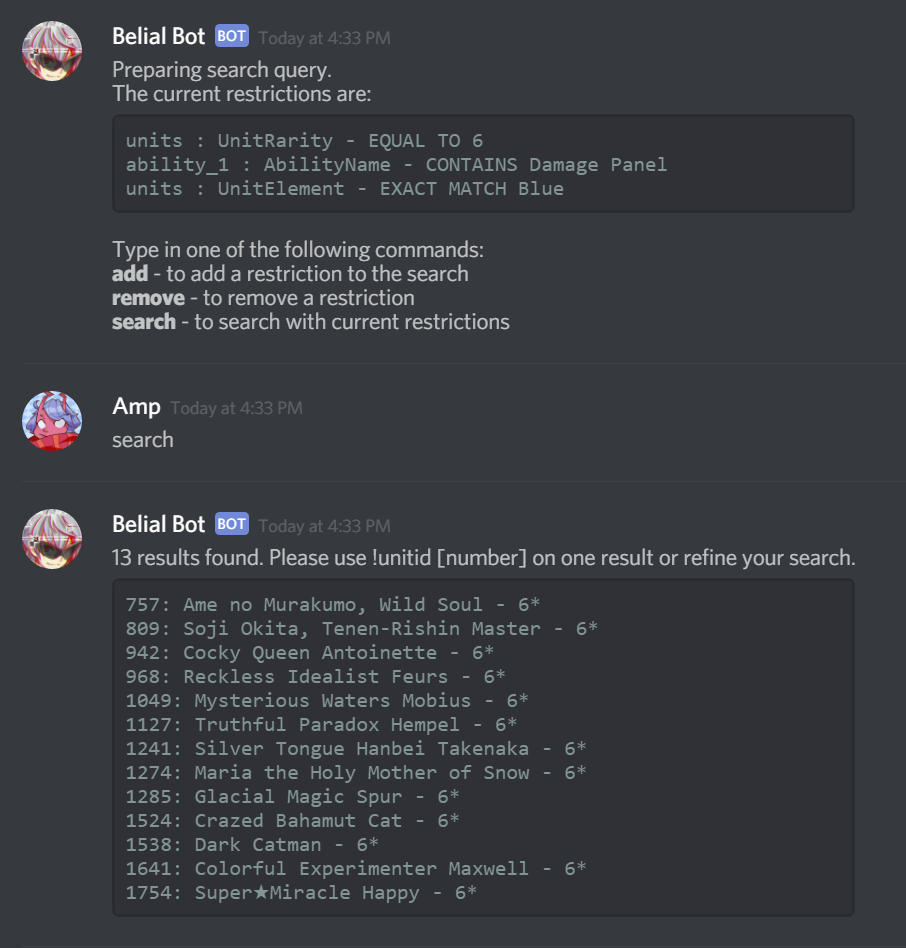 Belial Bot BOT Today at 4:33 PM
Preparing search query.
The current restrictions are:
units : UnitRarity - EQUAL TO 6
ability_1 : AbilityName - CONTAINS Damage Panel
units : UnitElement - EXACT MATCH Blue
Type in one of the following commands:
add - to add a restriction to the search
remove - to remove a restriction
search - to search with current restrictions
Amp Today at 4:33 PM
search
Belial Bot BOT Today at 4:33 PM
13 results found. Please use !unitid [number] on one result or refine your search.
757: Ame no Murakumo, Wild Soul - 6*
809: Soji Okita, Tenen-Rishin Master - 6*
942: Cocky Queen Antoinette - 6*
968: Reckless Idealist Feurs - 6*
1049: Mysterious Waters Mobius - 6*
1127: Truthful Paradox Hempel - 6*
1241: Silver Tongue Hanbei Takenaka - 6*
1274: Maria the Holy Mother of Snow - 6*
1285: Glacial Magic Spur - 6*
1524: Crazed Bahamut Cat - 6*
1538: Dark Catman - 6*
1641: Colorful Experimenter Maxwell - 6*
1754: Super★Miracle Happy - 6*